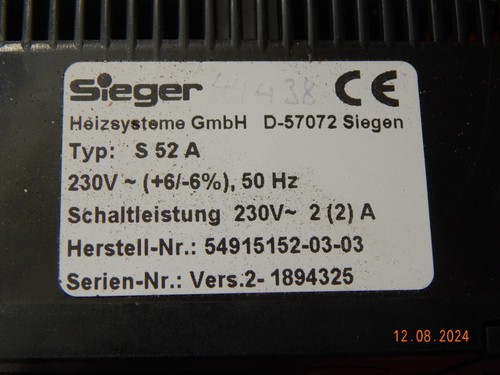 Sieger 41438 CE
Heizsysteme GmbH D-57072 Siegen
Typ: S 52 A
230V ~ (+6/-6%), 50 Hz
Schaltleistung 230V~ 2 (2) A
Herstell-Nr.: 54915152-03-03
Serien-Nr.: Vers.2- 1894325
12.08.2024